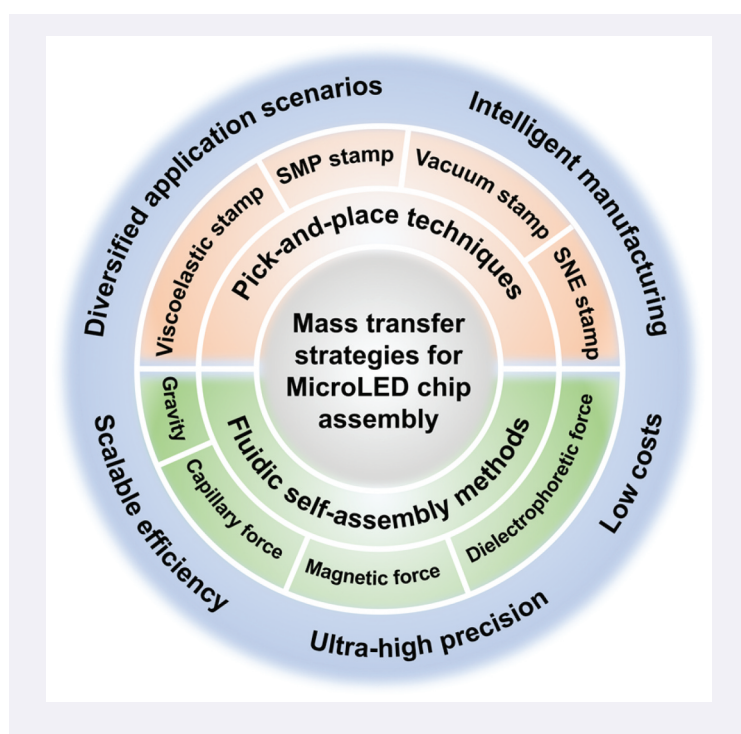 Diversified application scenarios
Intelligent manufacturing
SMP stamp
Vacuum stamp
Viscoelastic stamp
SNE stamp
Pick-and-place techniques
Mass transfer
strategies for
MicroLED chip
assembly
Fluidic self-assembly methods
Gravity
Capillary force
Magnetic force
Dielectrophoretic force
Scalable efficiency
Low costs
Ultra-high precision